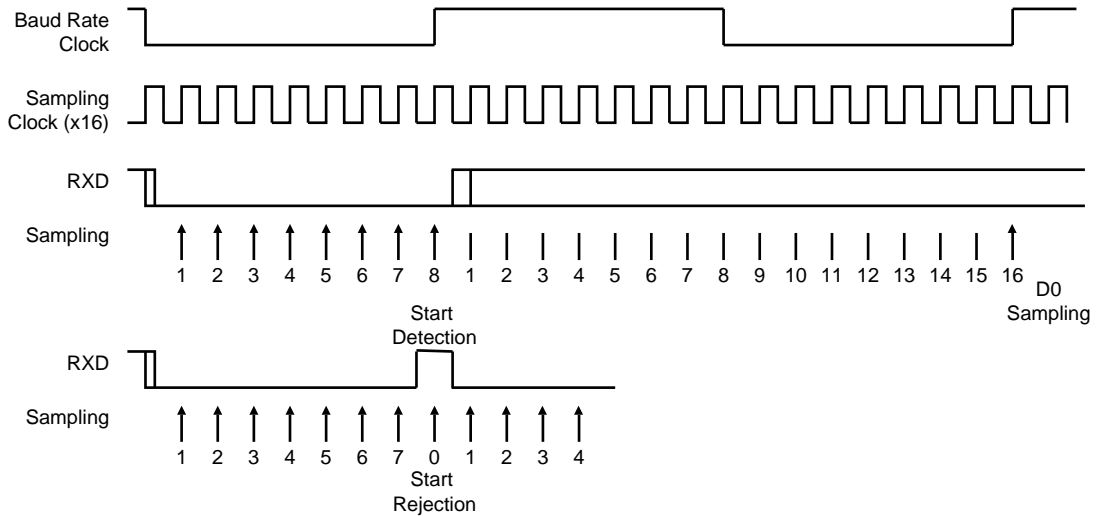 Baud Rate
Clock
Sampling
Clock (x16)
RXD
Sampling
1 2 3 4 5 6 7 8 1 2 3 4 5 6 7 8 9 10 11 12 13 14 15 16
D0
Sampling
Start
Detection
RXD
Sampling
1 2 3 4 5 6 7 0 1 2 3 4
Start
Rejection